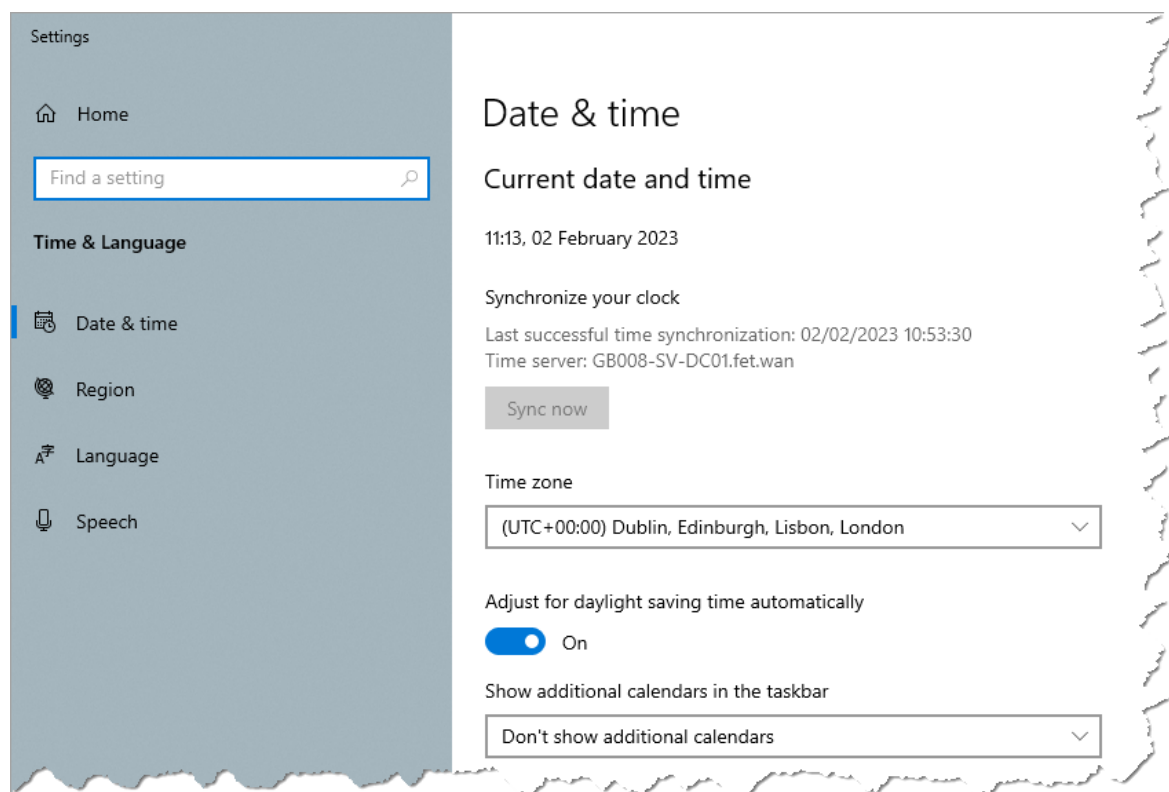 Settings
Home
Find a setting
Time & Language
Date & time
Region
Language
Speech
Date & time
Current date and time
11:13, 02 February 2023
Synchronize your clock
Last successful time synchronization: 02/02/2023 10:53:30
Time server: GB008-SV-DC01.fet.wan
Sync now
Time zone
(UTC+00:00) Dublin, Edinburgh, Lisbon, London
Adjust for daylight saving time automatically
On
Show additional calendars in the taskbar
Don't show additional calendars